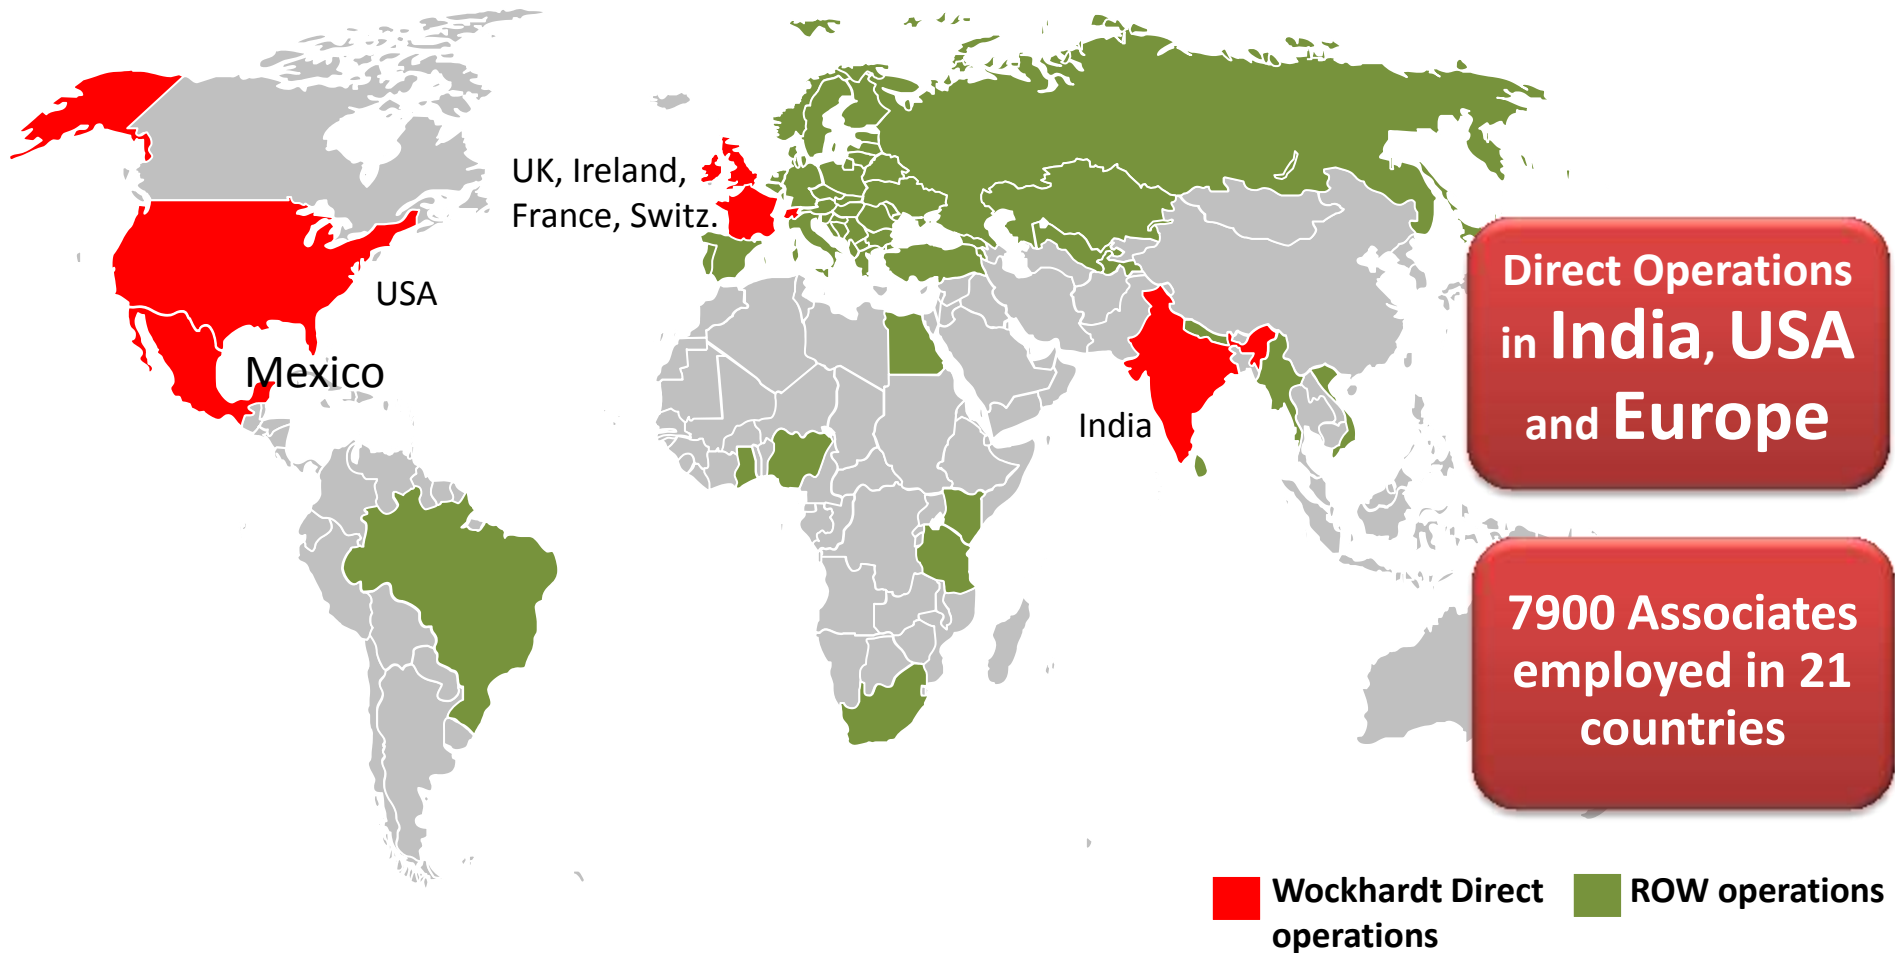 UK, Ireland,
France, Switz.
USA
Mexico
India
Direct Operations
in India, USA
and Europe
7900 Associates
employed in 21
countries
Wockhardt Direct
operations
ROW operations